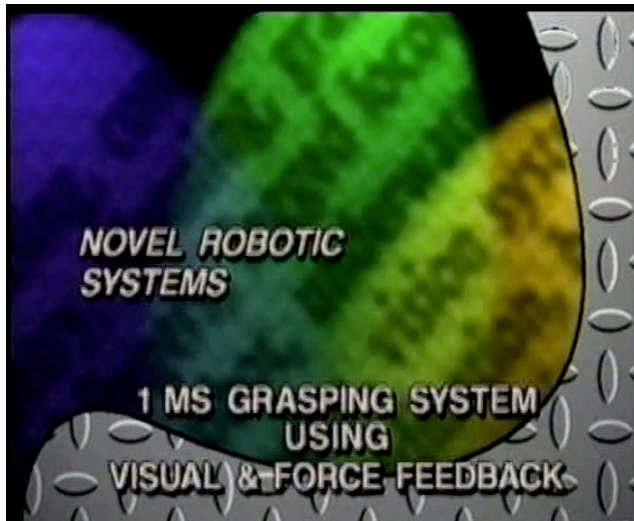 NOVEL ROBOTIC
SYSTEMS
1 MS GRASPING SYSTEM
USING
VISUAL & FORCE FEEDBACK